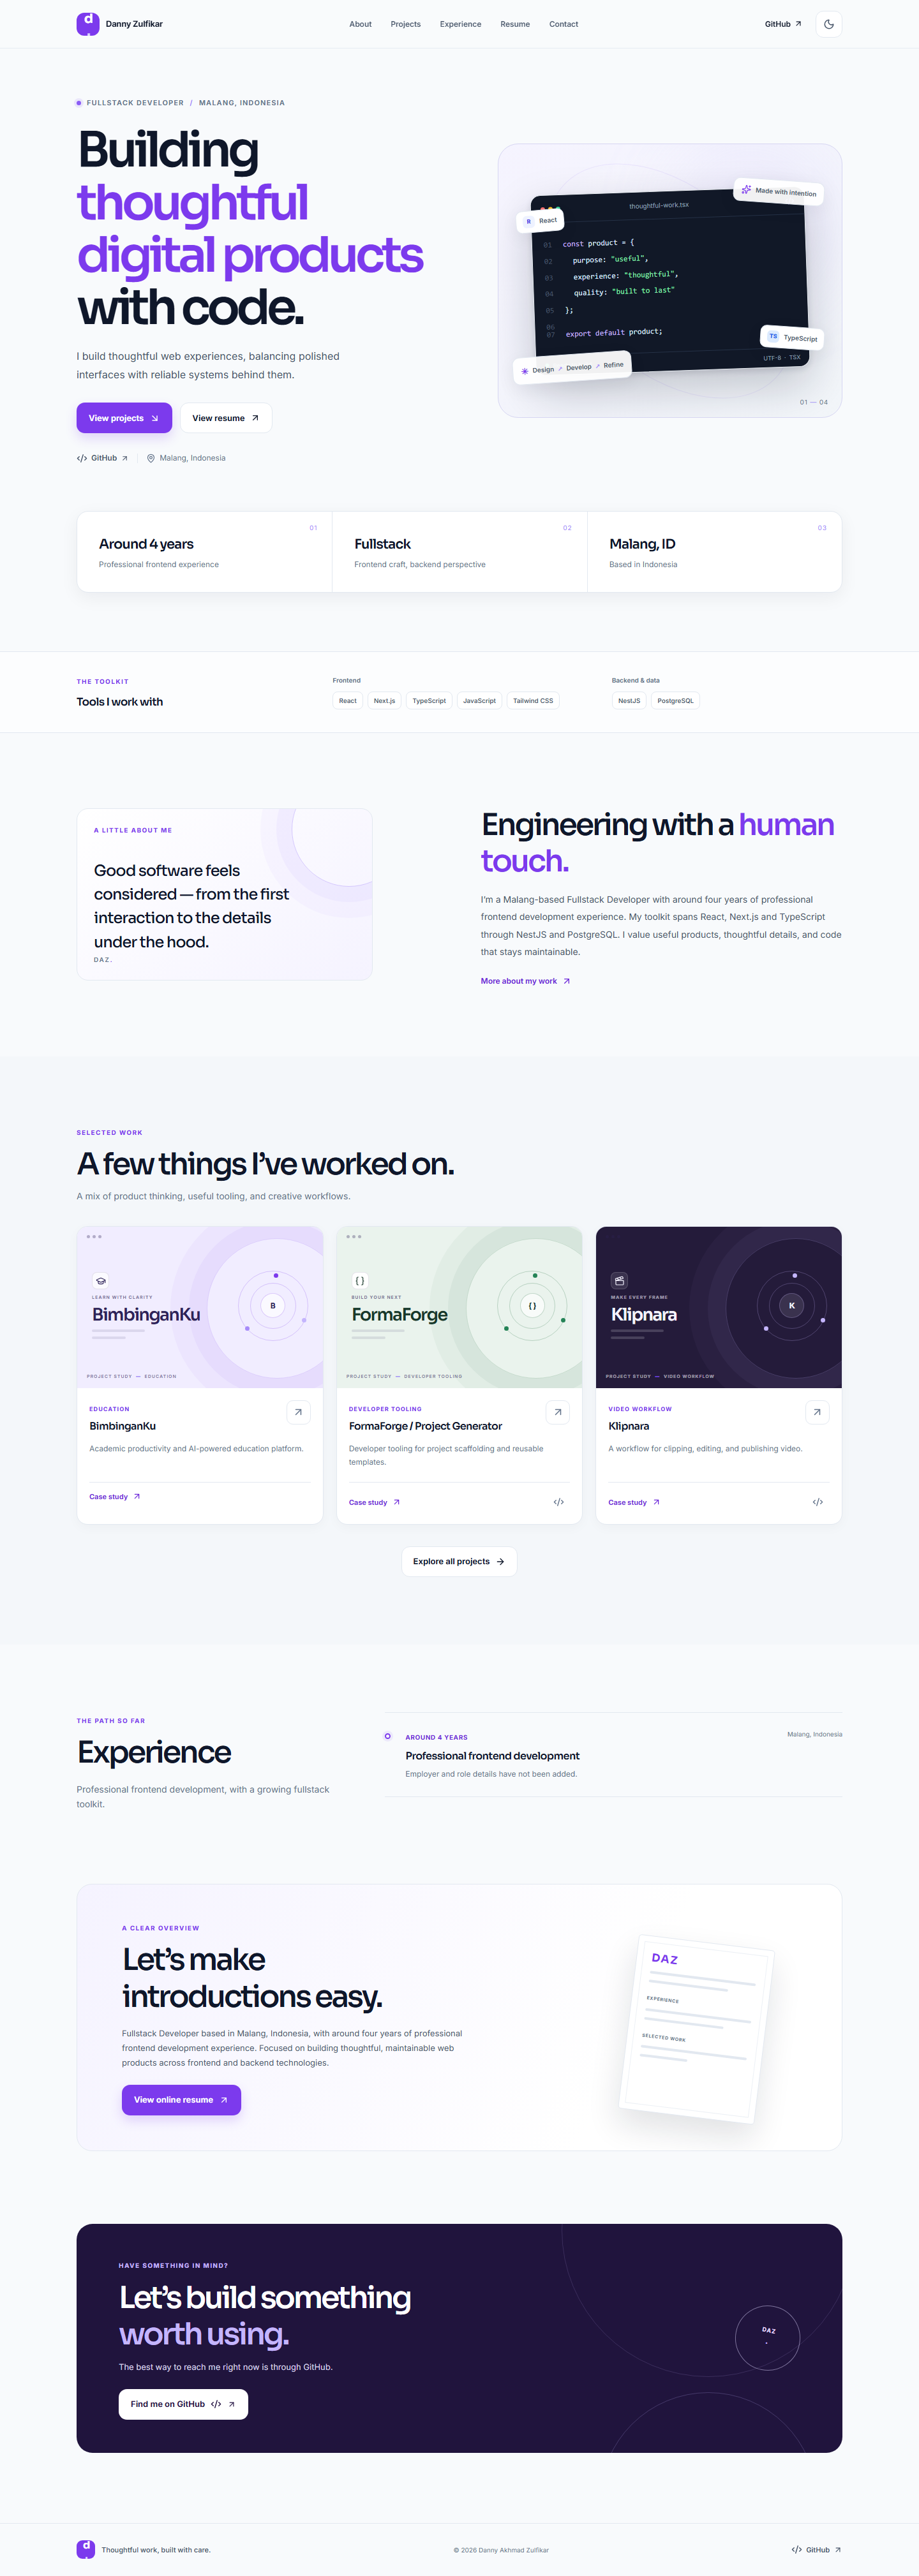 d
Danny Zulfikar
About
Projects
Experience
Resume
Contact
GitHub
FULLSTACK DEVELOPER / MALANG, INDONESIA
Building
thoughtful
digital products
with code.
I build thoughtful web experiences, balancing polished
interfaces with reliable systems behind them.
View projects
View resume
GitHub
Malang, Indonesia
thoughtful-work.tsx
Made with intention
R React
01 const product = {
02 purpose: "useful",
03 experience: "thoughtful",
04 quality: "built to last"
05 };
06
07 export default product;
TS TypeScript
UTF-8 · TSX
Design Develop Refine
01 — 04
01
Around 4 years
Professional frontend experience
02
Fullstack
Frontend craft, backend perspective
03
Malang, ID
Based in Indonesia
THE TOOLKIT
Tools I work with
Frontend
React
Next.js
TypeScript
JavaScript
Tailwind CSS
Backend & data
NestJS
PostgreSQL
A LITTLE ABOUT ME
Good software feels
considered — from the first
interaction to the details
under the hood.
DAZ.
Engineering with a human
touch.
I'm a Malang-based Fullstack Developer with around four years of professional
frontend development experience. My toolkit spans React, Next.js and TypeScript
through NestJS and PostgreSQL. I value useful products, thoughtful details, and code
that stays maintainable.
More about my work
SELECTED WORK
A few things I've worked on.
A mix of product thinking, useful tooling, and creative workflows.
LEARN WITH CLARITY
BimbinganKu
B
PROJECT STUDY — EDUCATION
EDUCATION
BimbinganKu
Academic productivity and AI-powered education platform.
Case study
{ }
BUILD YOUR NEXT
FormaForge
{ }
PROJECT STUDY — DEVELOPER TOOLING
DEVELOPER TOOLING
FormaForge / Project Generator
Developer tooling for project scaffolding and reusable
templates.
Case study
MAKE EVERY FRAME
Klipnara
K
PROJECT STUDY — VIDEO WORKFLOW
VIDEO WORKFLOW
Klipnara
A workflow for clipping, editing, and publishing video.
Case study
Explore all projects
THE PATH SO FAR
Experience
Professional frontend development, with a growing fullstack
toolkit.
AROUND 4 YEARS
Malang, Indonesia
Professional frontend development
Employer and role details have not been added.
A CLEAR OVERVIEW
Let's make
introductions easy.
Fullstack Developer based in Malang, Indonesia, with around four years of professional
frontend development experience. Focused on building thoughtful, maintainable web
products across frontend and backend technologies.
View online resume
DAZ
EXPERIENCE
SELECTED WORK
HAVE SOMETHING IN MIND?
Let's build something
worth using.
The best way to reach me right now is through GitHub.
Find me on GitHub
DAZ
d
Thoughtful work, built with care.
© 2026 Danny Akhmad Zulfikar
GitHub